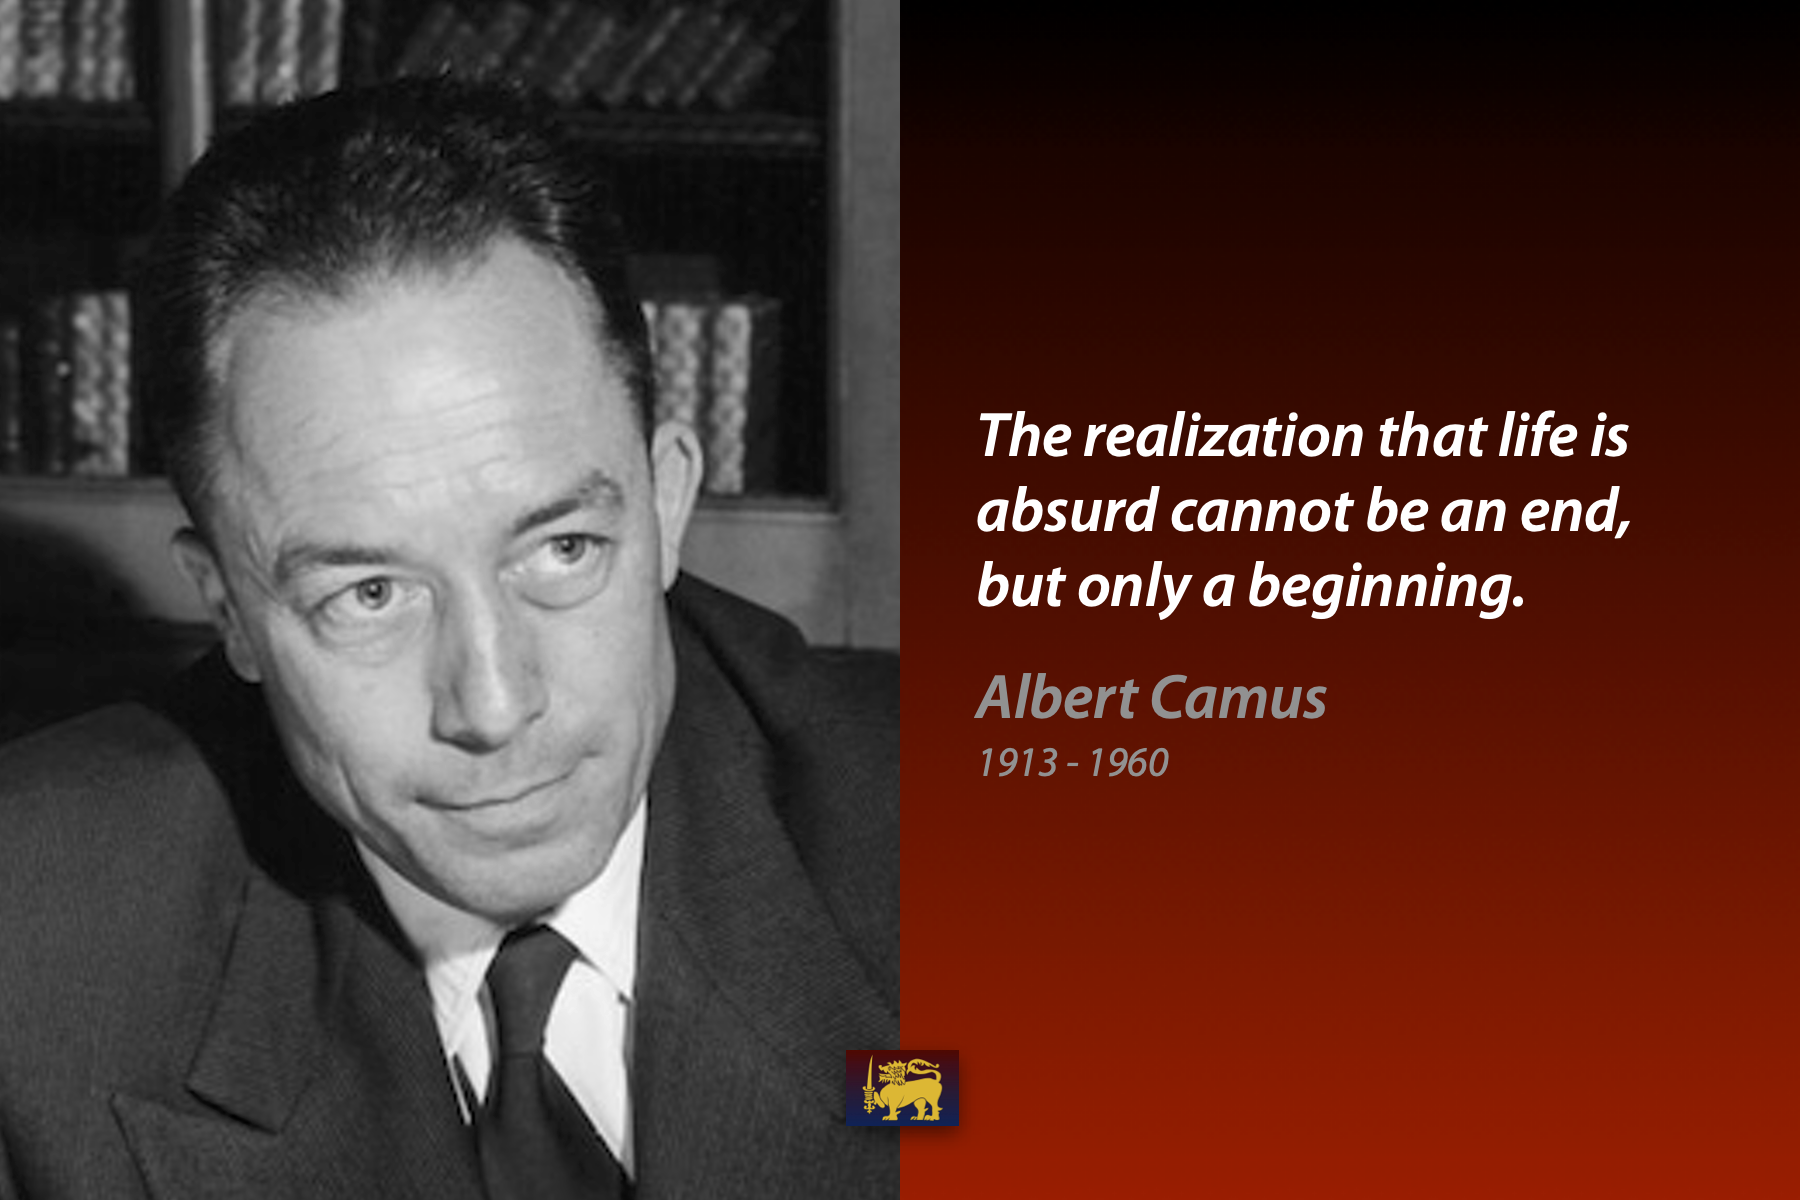 The realization that life is
absurd cannot be an end,
but only a beginning.
Albert Camus
1913 - 1960